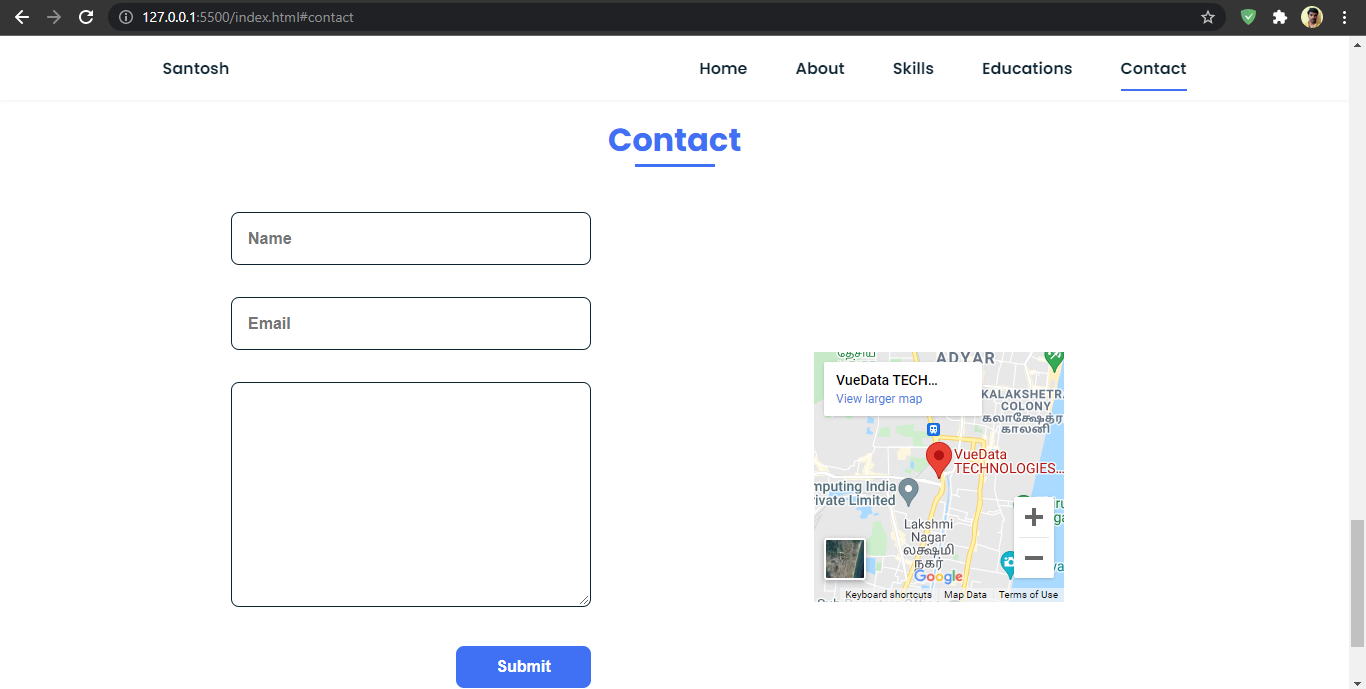 127.0.0.1:5500/index.html#contact
Santosh
Home
About
Skills
Educations
Contact
Contact
Name
Email
ADYAR
VueData TECH...
View larger map
KALAKSHETR
COLONY
கலாக்ஷேத்ர
காலனி
VueData
TECHNOLOGIES...
mputing India
rivate Limited
Lakshmi
Nagar
லக்ஷ்மி
நகர்
Google
Keyboard shortcuts
Map Data
Terms of Use
Submit